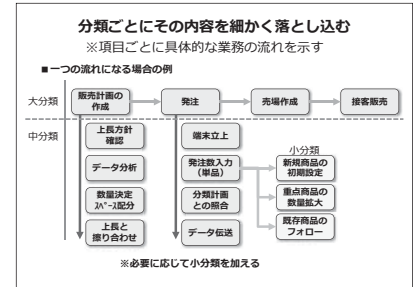 分類ごとにその内容を細かく落とし込む
※項目ごとに具体的な業務の流れを示す
■一つの流れになる場合の例
大分類
販売計画の
作成
発注
売場作成
接客販売
中分類
上長方針
確認
データ分析
数量決定
ｽﾍﾟｰｽ配分
上長と
擦り合わせ
端末立上
発注数入力
(単品)
分類計画
との照合
データ伝送
小分類
新規商品の
初期設定
重点商品の
数量拡大
既存商品の
フォロー
※必要に応じて小分類を加える